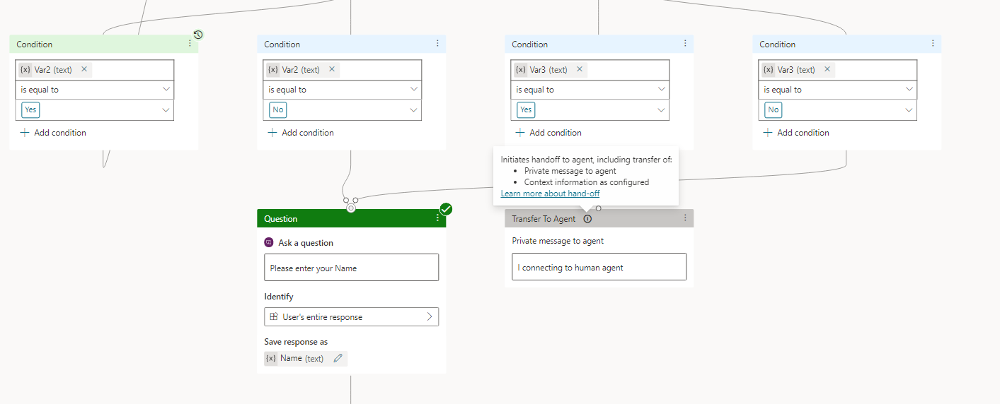 Condition
Condition
Condition
Condition
{x} Var2 (text) ×
{x} Var2 (text) ×
{x} Var3 (text) ×
{x} Var3 (text) ×
is equal to
is equal to
is equal to
is equal to
Yes
No
Yes
No
+ Add condition
+ Add condition
+ Add condition
+ Add condition
Initiates handoff to agent, including transfer of:
• Private message to agent
• Context information as configured
Learn more about hand-off
Question
Ask a question
Please enter your Name
Identify
User's entire response
Save response as
{x} Name (text)
Transfer To Agent
Private message to agent
I connecting to human agent